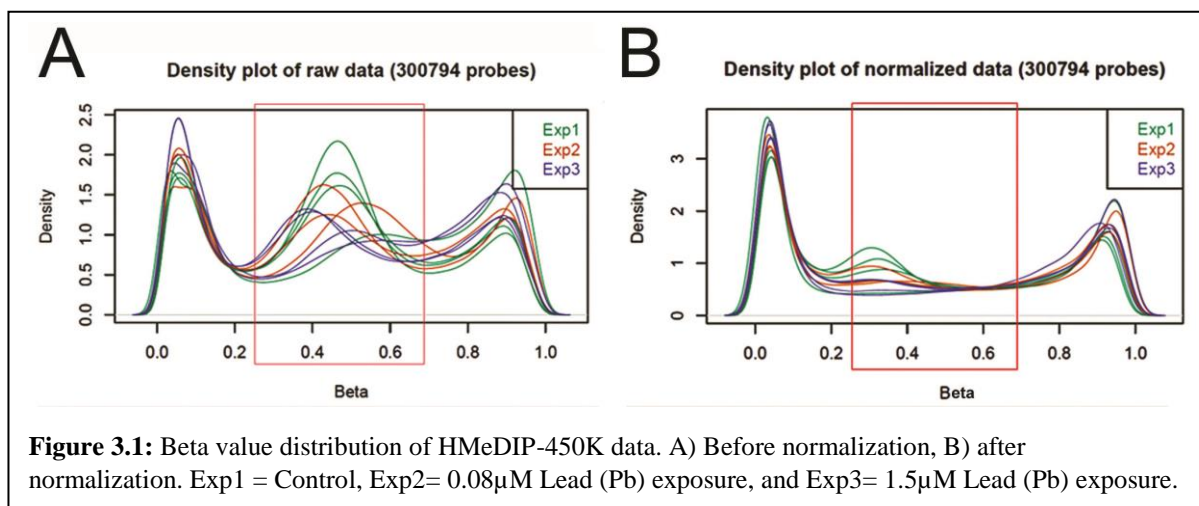 A
Density plot of raw data (300794 probes)
Density
2.5
2.0
1.5
1.0
0.5
0.0
Exp1
Exp2
Exp3
0.0 0.2 0.4 0.6 0.8 1.0
Beta
B
Density plot of normalized data (300794 probes)
Density
3
2
1
0
Exp1
Exp2
Exp3
0.0 0.2 0.4 0.6 0.8 1.0
Beta
Figure 3.1: Beta value distribution of HMeDIP-450K data. A) Before normalization, B) after
normalization. Exp1 = Control, Exp2= 0.08µM Lead (Pb) exposure, and Exp3= 1.5µM Lead (Pb) exposure.